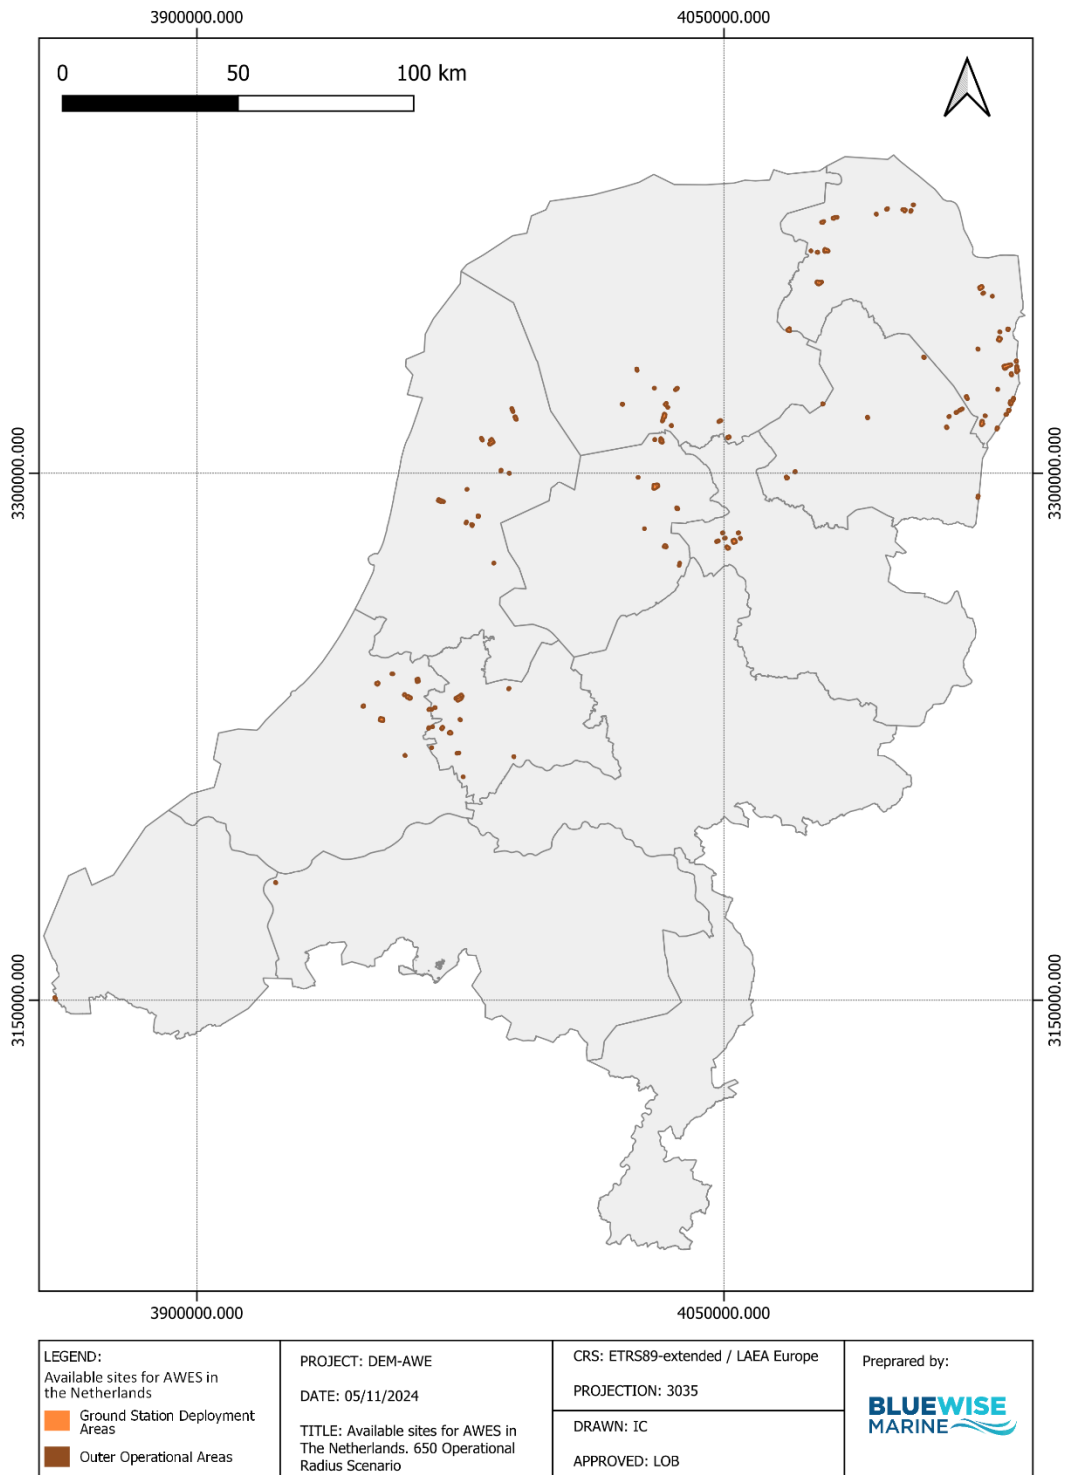 3900000.000
4050000.000
0
50
100 km
3300000.000
3300000.000
3150000.000
3150000.000
3900000.000
4050000.000
LEGEND:
Available sites for AWES in
the Netherlands
Ground Station Deployment
Areas
Outer Operational Areas
PROJECT: DEM-AWE
DATE: 05/11/2024
TITLE: Available sites for AWES in
The Netherlands. 650 Operational
Radius Scenario
CRS: ETRS89-extended / LAEA Europe
PROJECTION: 3035
DRAWN: IC
APPROVED: LOB
Preprared by:
BLUEWISE
MARINE